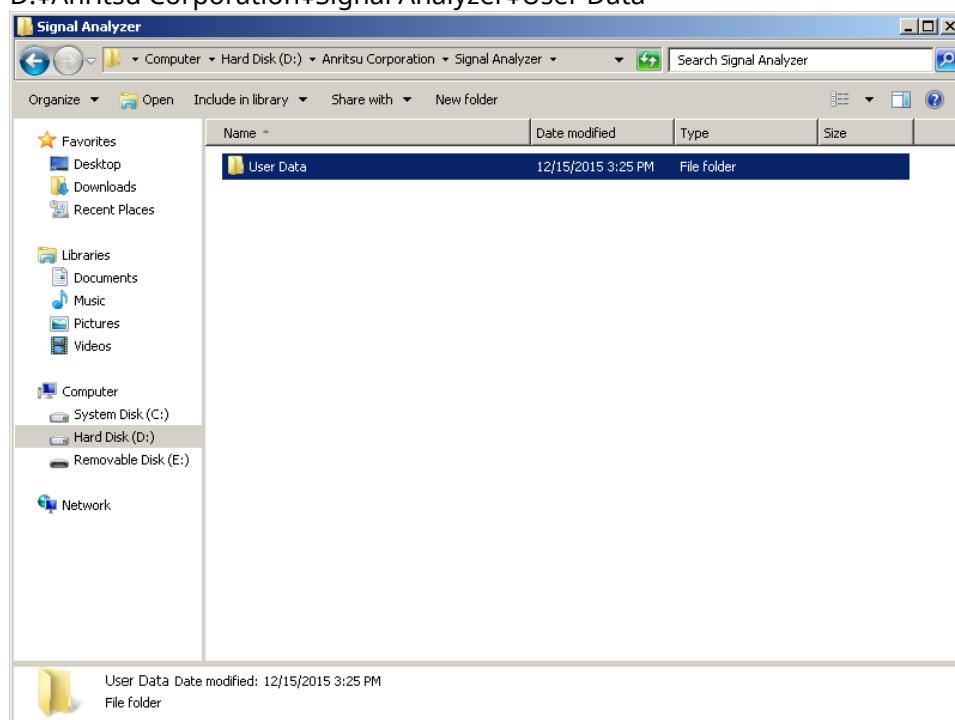 D:¥Anritsu Corporation¥Signal Analyzer¥User Data
Signal Analyzer
Computer Hard Disk (D:) Anritsu Corporation Signal Analyzer Search Signal Analyzer
Organize Open Include in library Share with New folder
Name Date modified Type Size
User Data 12/15/2015 3:25 PM File folder
Favorites
Desktop
Downloads
Recent Places
Libraries
Documents
Music
Pictures
Videos
Computer
System Disk (C:)
Hard Disk (D:)
Removable Disk (E:)
Network
User Data Date modified: 12/15/2015 3:25 PM
File folder